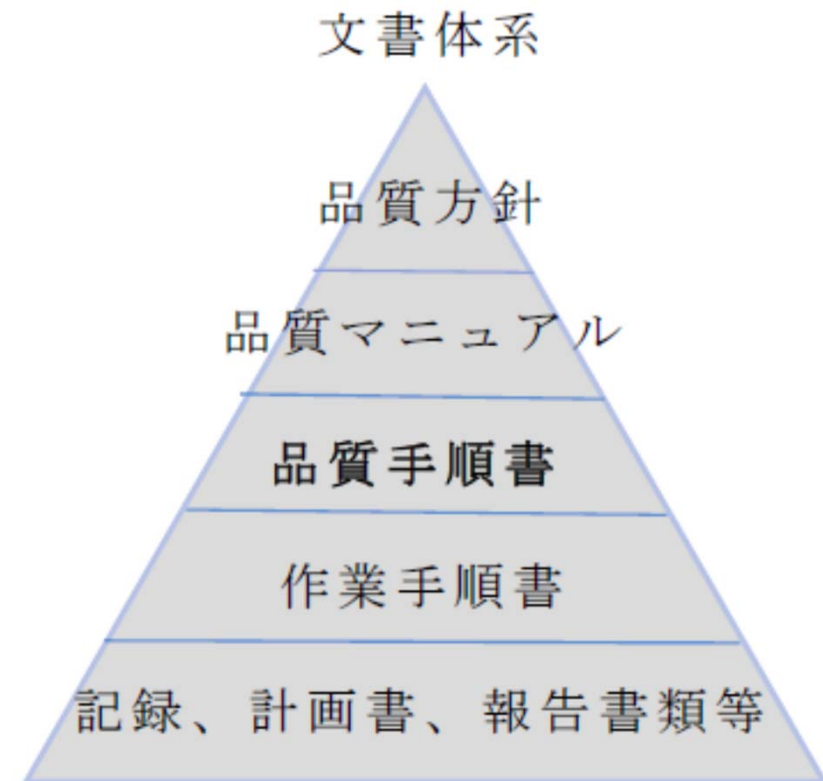 文書体系
品質方針
品質マニュアル
品質手順書
作業手順書
記録、計画書、報告書類等